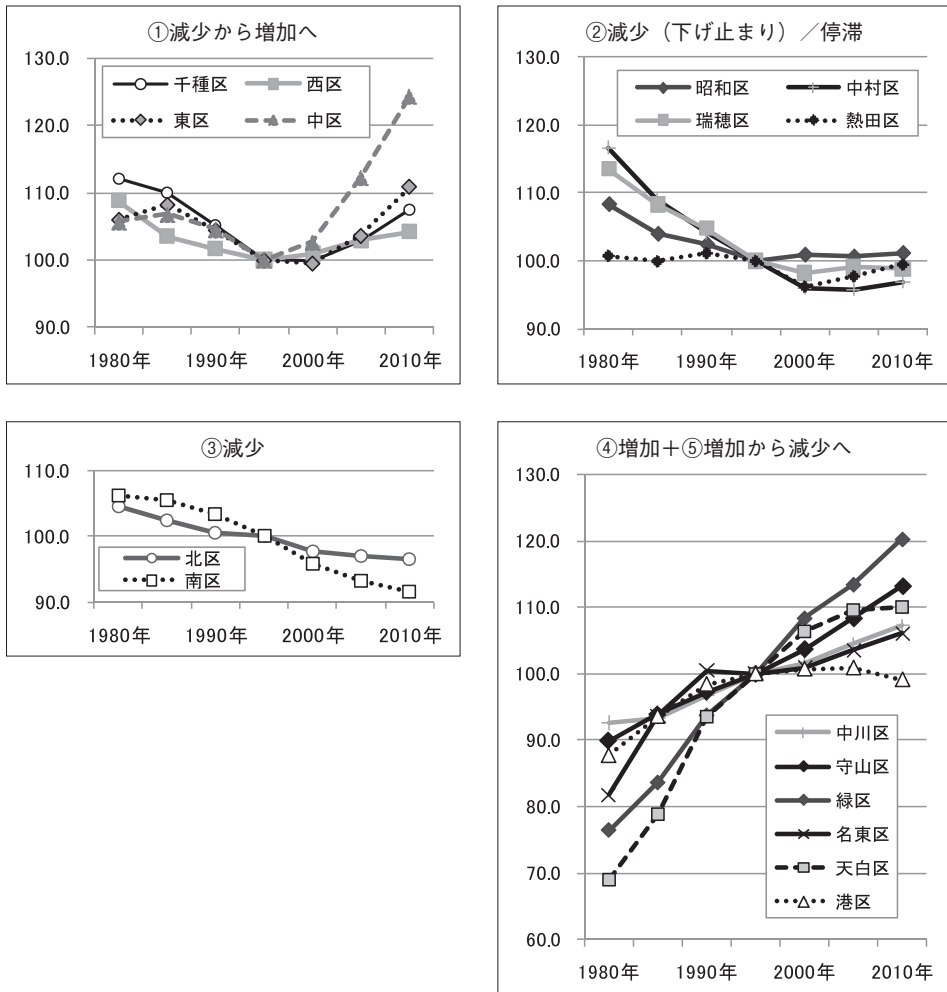 ①減少から増加へ
130.0
120.0
110.0
100.0
90.0
千種区 西区
東区 中区
1980年 1990年 2000年 2010年
②減少（下げ止まり）／停滞
130.0
120.0
110.0
100.0
90.0
昭和区 中村区
瑞穂区 熱田区
1980年 1990年 2000年 2010年
③減少
110.0
100.0
90.0
北区
南区
1980年 1990年 2000年 2010年
④増加＋⑤増加から減少へ
130.0
120.0
110.0
100.0
90.0
80.0
70.0
60.0
中川区
守山区
緑区
名東区
天白区
港区
1980年 1990年 2000年 2010年